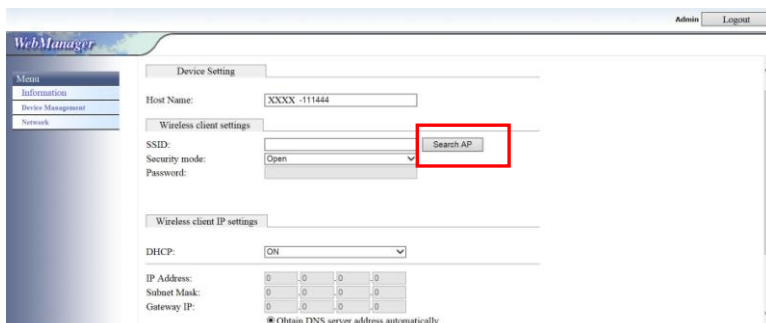 Admin Logout
WebManager
Menu
Information
Device Management
Network
Device Setting
Host Name: XXXX -111444
Wireless client settings
SSID: Search AP
Security mode: Open
Password:
Wireless client IP settings
DHCP: ON
IP Address: 0 .0 .0 .0
Subnet Mask: 0 .0 .0 .0
Gateway IP: 0 .0 .0 .0
Obtain DNS server address automatically